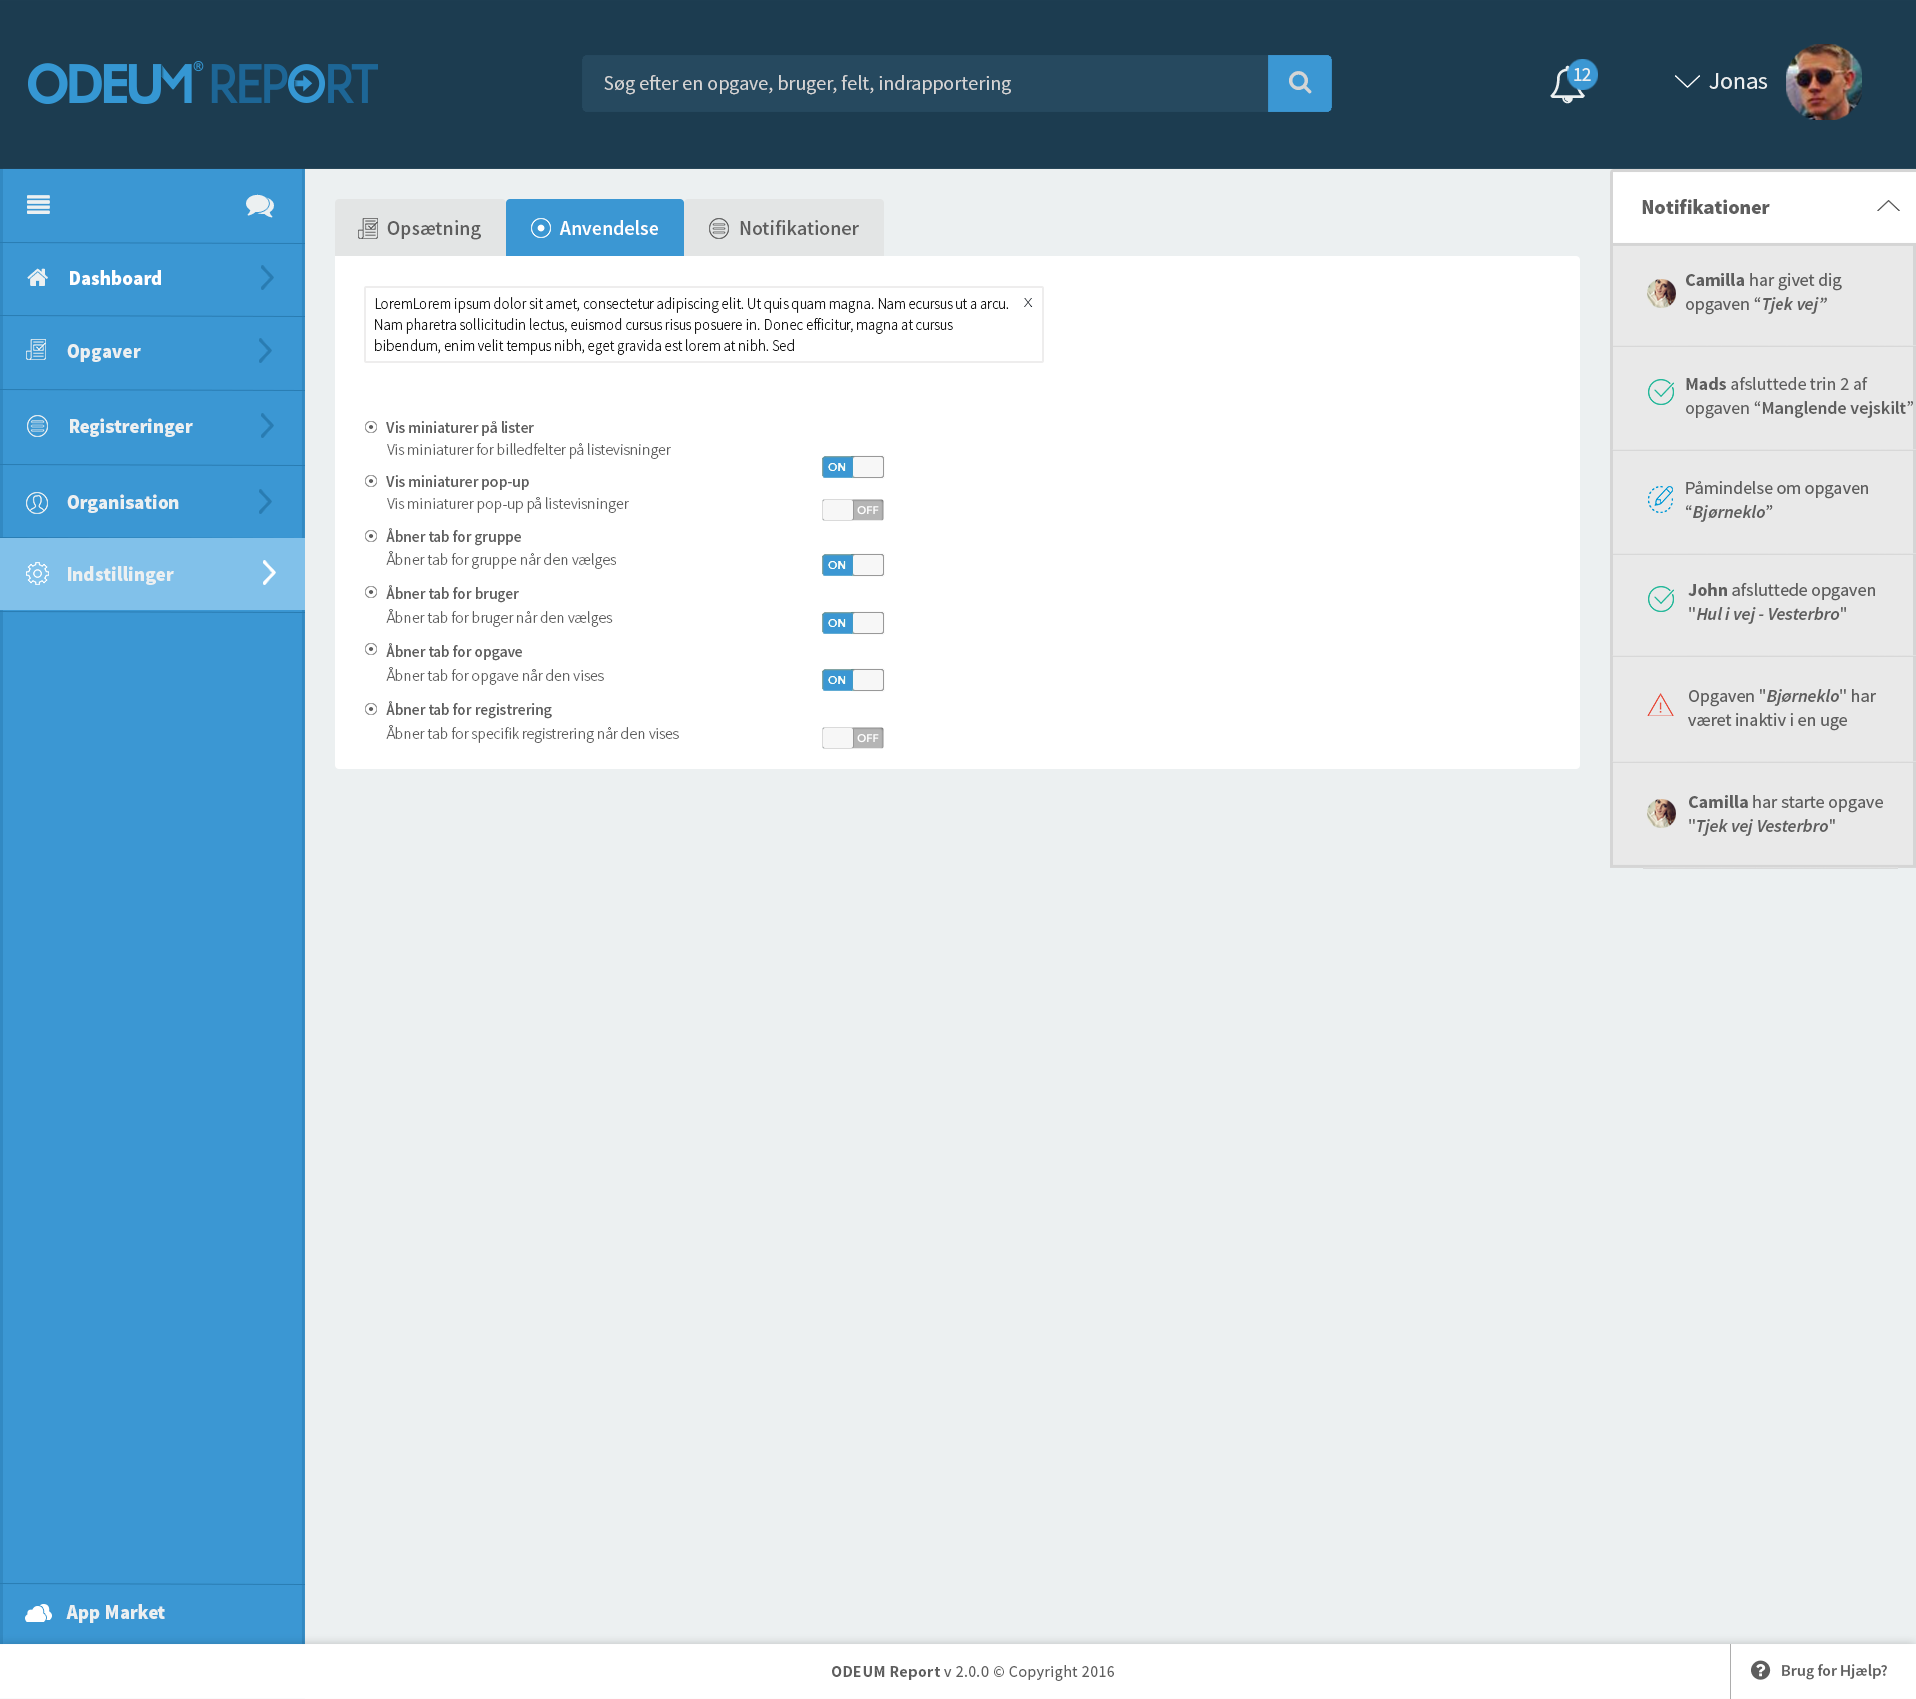 ODEUM® REPORT
Søg efter en opgave, bruger, felt, indrapportering
12
Jonas
Dashboard
Opgaver
Registreringer
Organisation
Indstillinger
App Market
Opsætning
Anvendelse
Notifikationer
LoremLorem ipsum dolor sit amet, consectetur adipiscing elit. Ut quis quam magna. Nam ecursus ut a arcu. X
Nam pharetra sollicitudin lectus, euismod cursus risus posuere in. Donec efficitur, magna at cursus
bibendum, enim velit tempus nibh, eget gravida est lorem at nibh. Sed
Vis miniaturer på lister
Vis miniaturer for billedfelter på listevisninger
ON
Vis miniaturer pop-up
Vis miniaturer pop-up på listevisninger
OFF
Åbner tab for gruppe
Åbner tab for gruppe når den vælges
ON
Åbner tab for bruger
Åbner tab for bruger når den vælges
ON
Åbner tab for opgave
Åbner tab for opgave når den vises
ON
Åbner tab for registrering
Åbner tab for specifik registrering når den vises
OFF
Notifikationer
Camilla har givet dig
opgaven “Tjek vej”
Mads afsluttede trin 2 af
opgaven “Manglende vejskilt”
Påmindelse om opgaven
“Bjørneklo”
John afsluttede opgaven
"Hul i vej - Vesterbro"
Opgaven "Bjørneklo" har
været inaktiv i en uge
Camilla har starte opgave
"Tjek vej Vesterbro"
ODEUM Report v 2.0.0 © Copyright 2016
Brug for Hjælp?